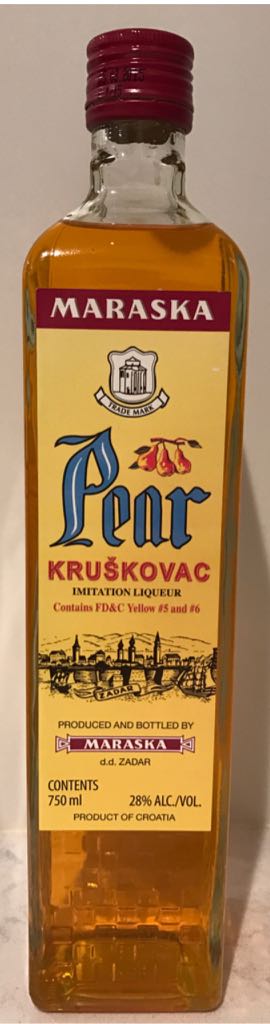 MARASKA
TRADE MARK
Pear
KRUŠKOVAC
IMITATION LIQUEUR
Contains FD&C Yellow #5 and #6
ZADAR
PRODUCED AND BOTTLED BY
MARASKA
d.d. ZADAR
CONTENTS
750 ml 28% ALC./VOL.
PRODUCT OF CROATIA